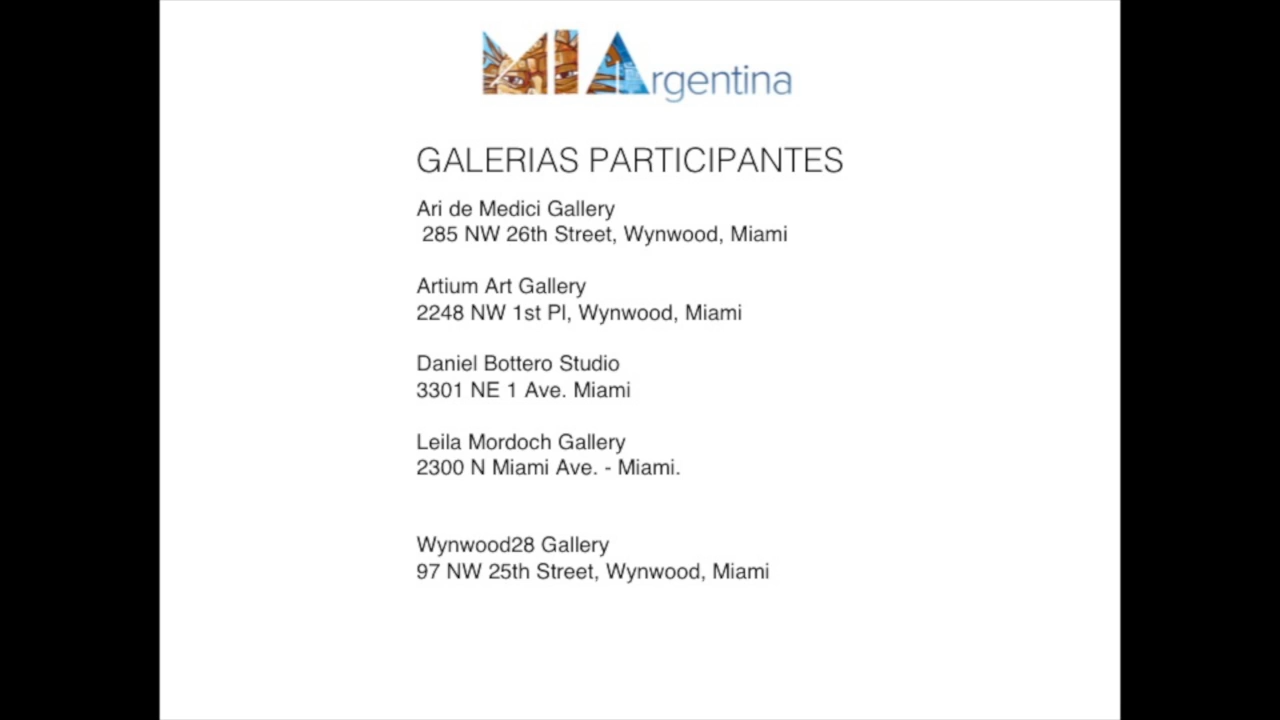 MIArgentina
GALERIAS PARTICIPANTES
Ari de Medici Gallery
285 NW 26th Street, Wynwood, Miami
Artium Art Gallery
2248 NW 1st Pl, Wynwood, Miami
Daniel Bottero Studio
3301 NE 1 Ave. Miami
Leila Mordoch Gallery
2300 N Miami Ave. - Miami.
Wynwood28 Gallery
97 NW 25th Street, Wynwood, Miami